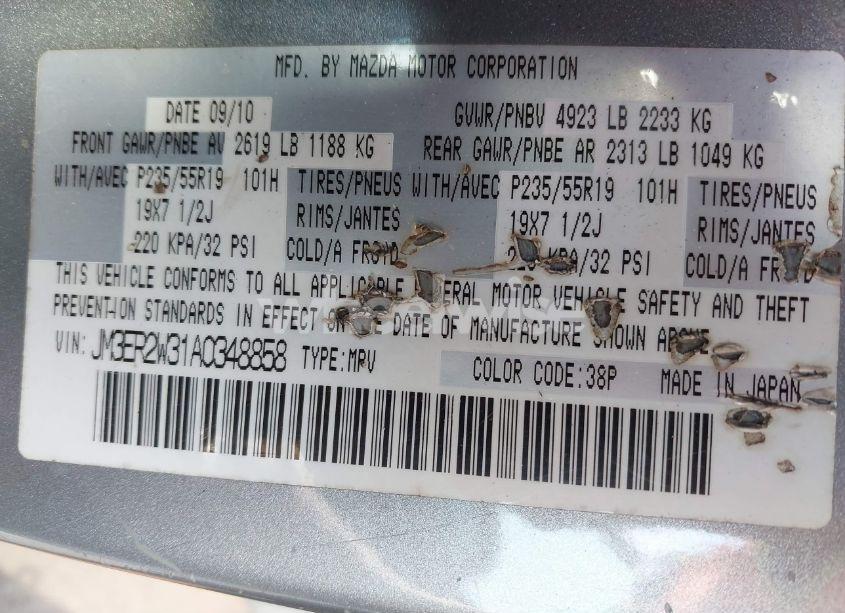 MFD. BY MAZDA MOTOR CORPORATION
DATE 09/10 GVWR/PNBV 4923 LB 2233 KG
FRONT GAWR/PNBE AV 2619 LB 1188 KG REAR GAWR/PNBE AR 2313 LB 1049 KG
WITH/AVEC P235/55R19 101H TIRES/PNEUS WITH/AVEC P235/55R19 101H TIRES/PNEUS
19X7 1/2J RIMS/JANTES 19X7 1/2J RIMS/JANTES
220 KPA/32 PSI COLD/A FROID KPA/32 PSI COLD/A FROID
THIS VEHICLE CONFORMS TO ALL APPLICABLE ERAL MOTOR VEHICLE SAFETY AND THEFT
PREVENTION STANDARDS IN EFFECT ON THE DATE OF MANUFACTURE SHOWN ABOVE.
VIN: JM3ER2W31A0348858 TYPE:MPV COLOR CODE:38P MADE IN JAPAN